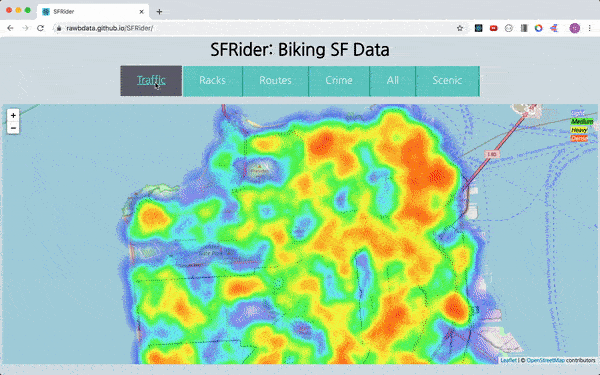 SFRider
rawbdata.github.io/SFRider/
SFRider: Biking SF Data
Traffic
Racks
Routes
Crime
All
Scenic
+
−
Medium
Heavy
Dense
I 80
Leaflet | © OpenStreetMap contributors